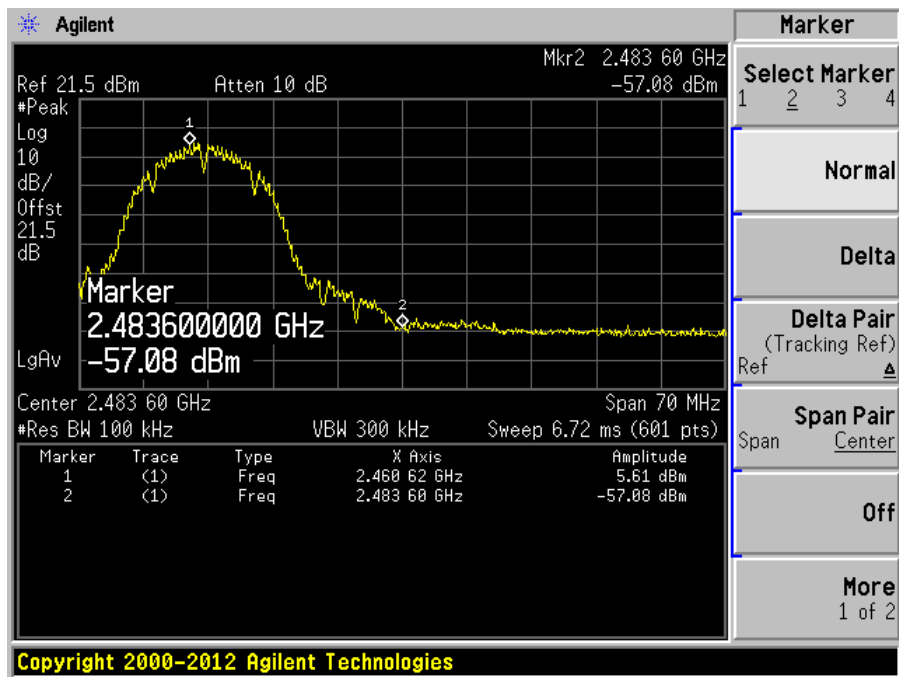 Agilent
Marker
Mkr2 2.483 60 GHz
Ref 21.5 dBm Atten 10 dB -57.08 dBm
#Peak
Log
10
dB/
Offst
21.5
dB
LgAv
1
2
Marker
2.483600000 GHz
-57.08 dBm
Center 2.483 60 GHz Span 70 MHz
#Res BW 100 kHz VBW 300 kHz Sweep 6.72 ms (601 pts)
Marker Trace Type X Axis Amplitude
1 (1) Freq 2.460 62 GHz 5.61 dBm
2 (1) Freq 2.483 60 GHz -57.08 dBm
Select Marker
1 2 3 4
Normal
Delta
Delta Pair
(Tracking Ref)
Ref Δ
Span Pair
Span Center
Off
More
1 of 2
Copyright 2000-2012 Agilent Technologies